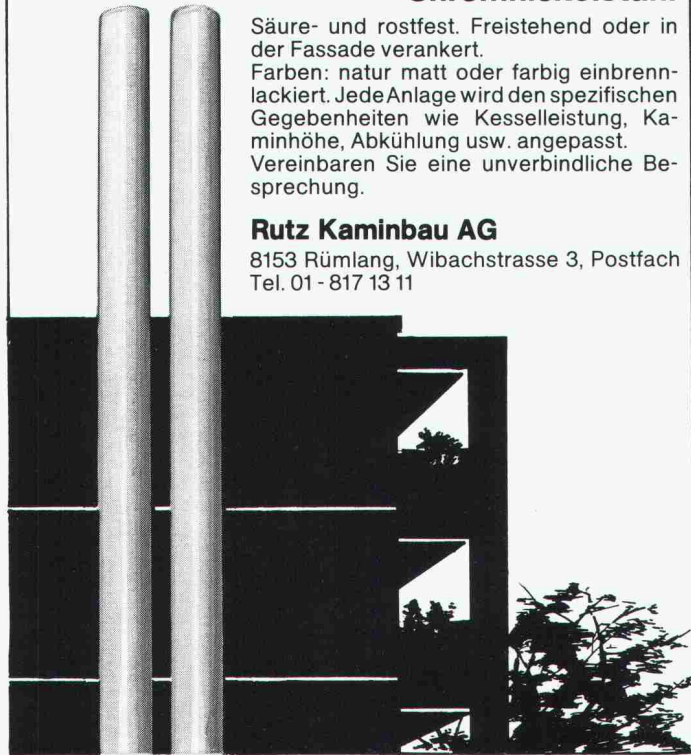 Säure- und rostfest. Freistehend oder in
der Fassade verankert.
Farben: natur matt oder farbig einbrenn-
lackiert. Jede Anlage wird den spezifischen
Gegebenheiten wie Kesselleistung, Ka-
minhöhe, Abkühlung usw. angepasst.
Vereinbaren Sie eine unverbindliche Be-
sprechung.
Rutz Kaminbau AG
8153 Rümlang, Wibachstrasse 3, Postfach
Tel. 01 - 817 13 11